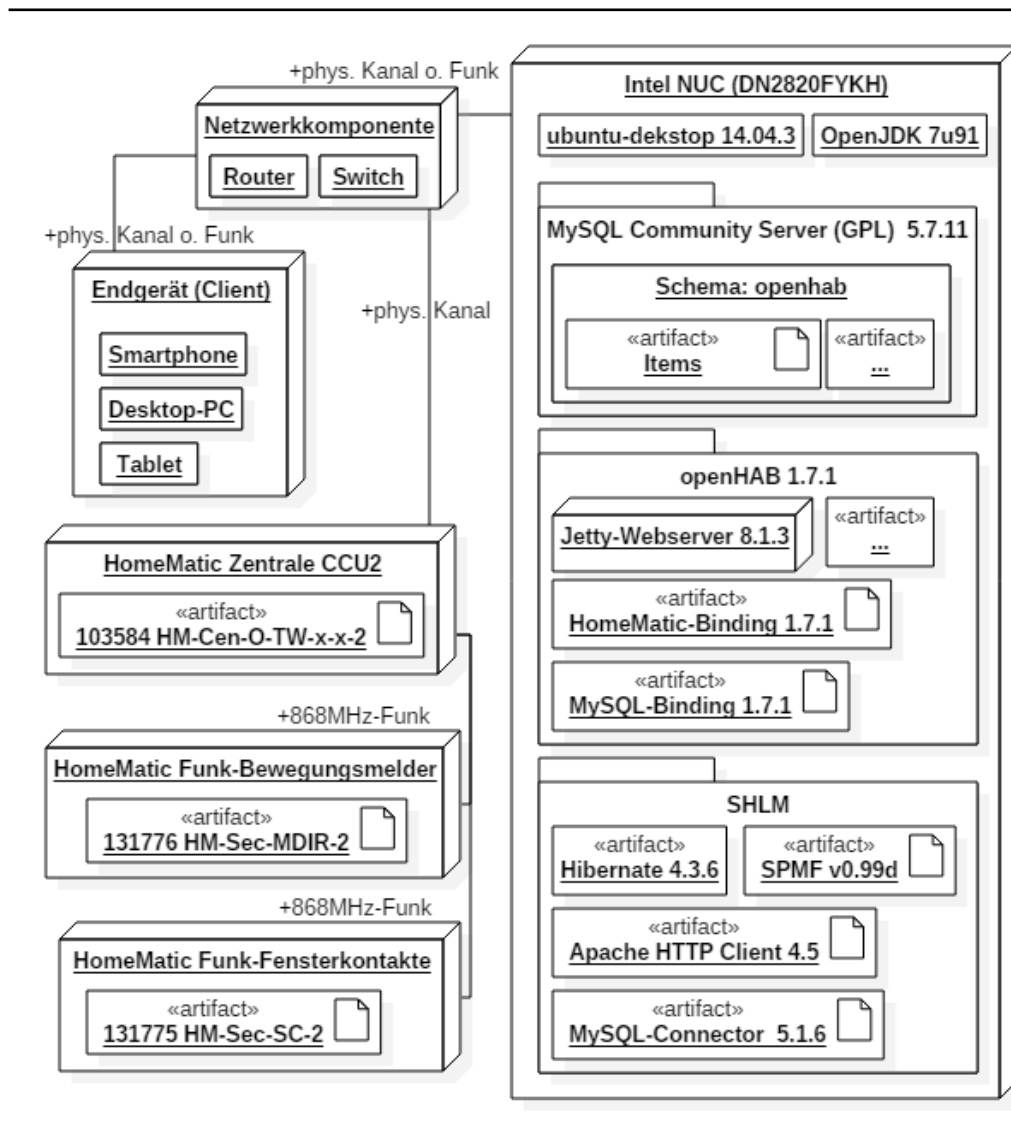 +phys. Kanal o. Funk
Netzwerkkomponente
Router
Switch
+phys. Kanal o. Funk
Endgerät (Client)
Smartphone
Desktop-PC
Tablet
+phys. Kanal
HomeMatic Zentrale CCU2
«artifact»
103584 HM-Cen-O-TW-x-x-2
+868MHz-Funk
HomeMatic Funk-Bewegungsmelder
«artifact»
131776 HM-Sec-MDIR-2
+868MHz-Funk
HomeMatic Funk-Fensterkontakte
«artifact»
131775 HM-Sec-SC-2
Intel NUC (DN2820FYKH)
ubuntu-dekstop 14.04.3
OpenJDK 7u91
MySQL Community Server (GPL) 5.7.11
Schema: openhab
«artifact»
Items
«artifact»
...
openHAB 1.7.1
Jetty-Webserver 8.1.3
«artifact»
...
«artifact»
HomeMatic-Binding 1.7.1
«artifact»
MySQL-Binding 1.7.1
SHLM
«artifact»
Hibernate 4.3.6
«artifact»
SPMF v0.99d
«artifact»
Apache HTTP Client 4.5
«artifact»
MySQL-Connector 5.1.6